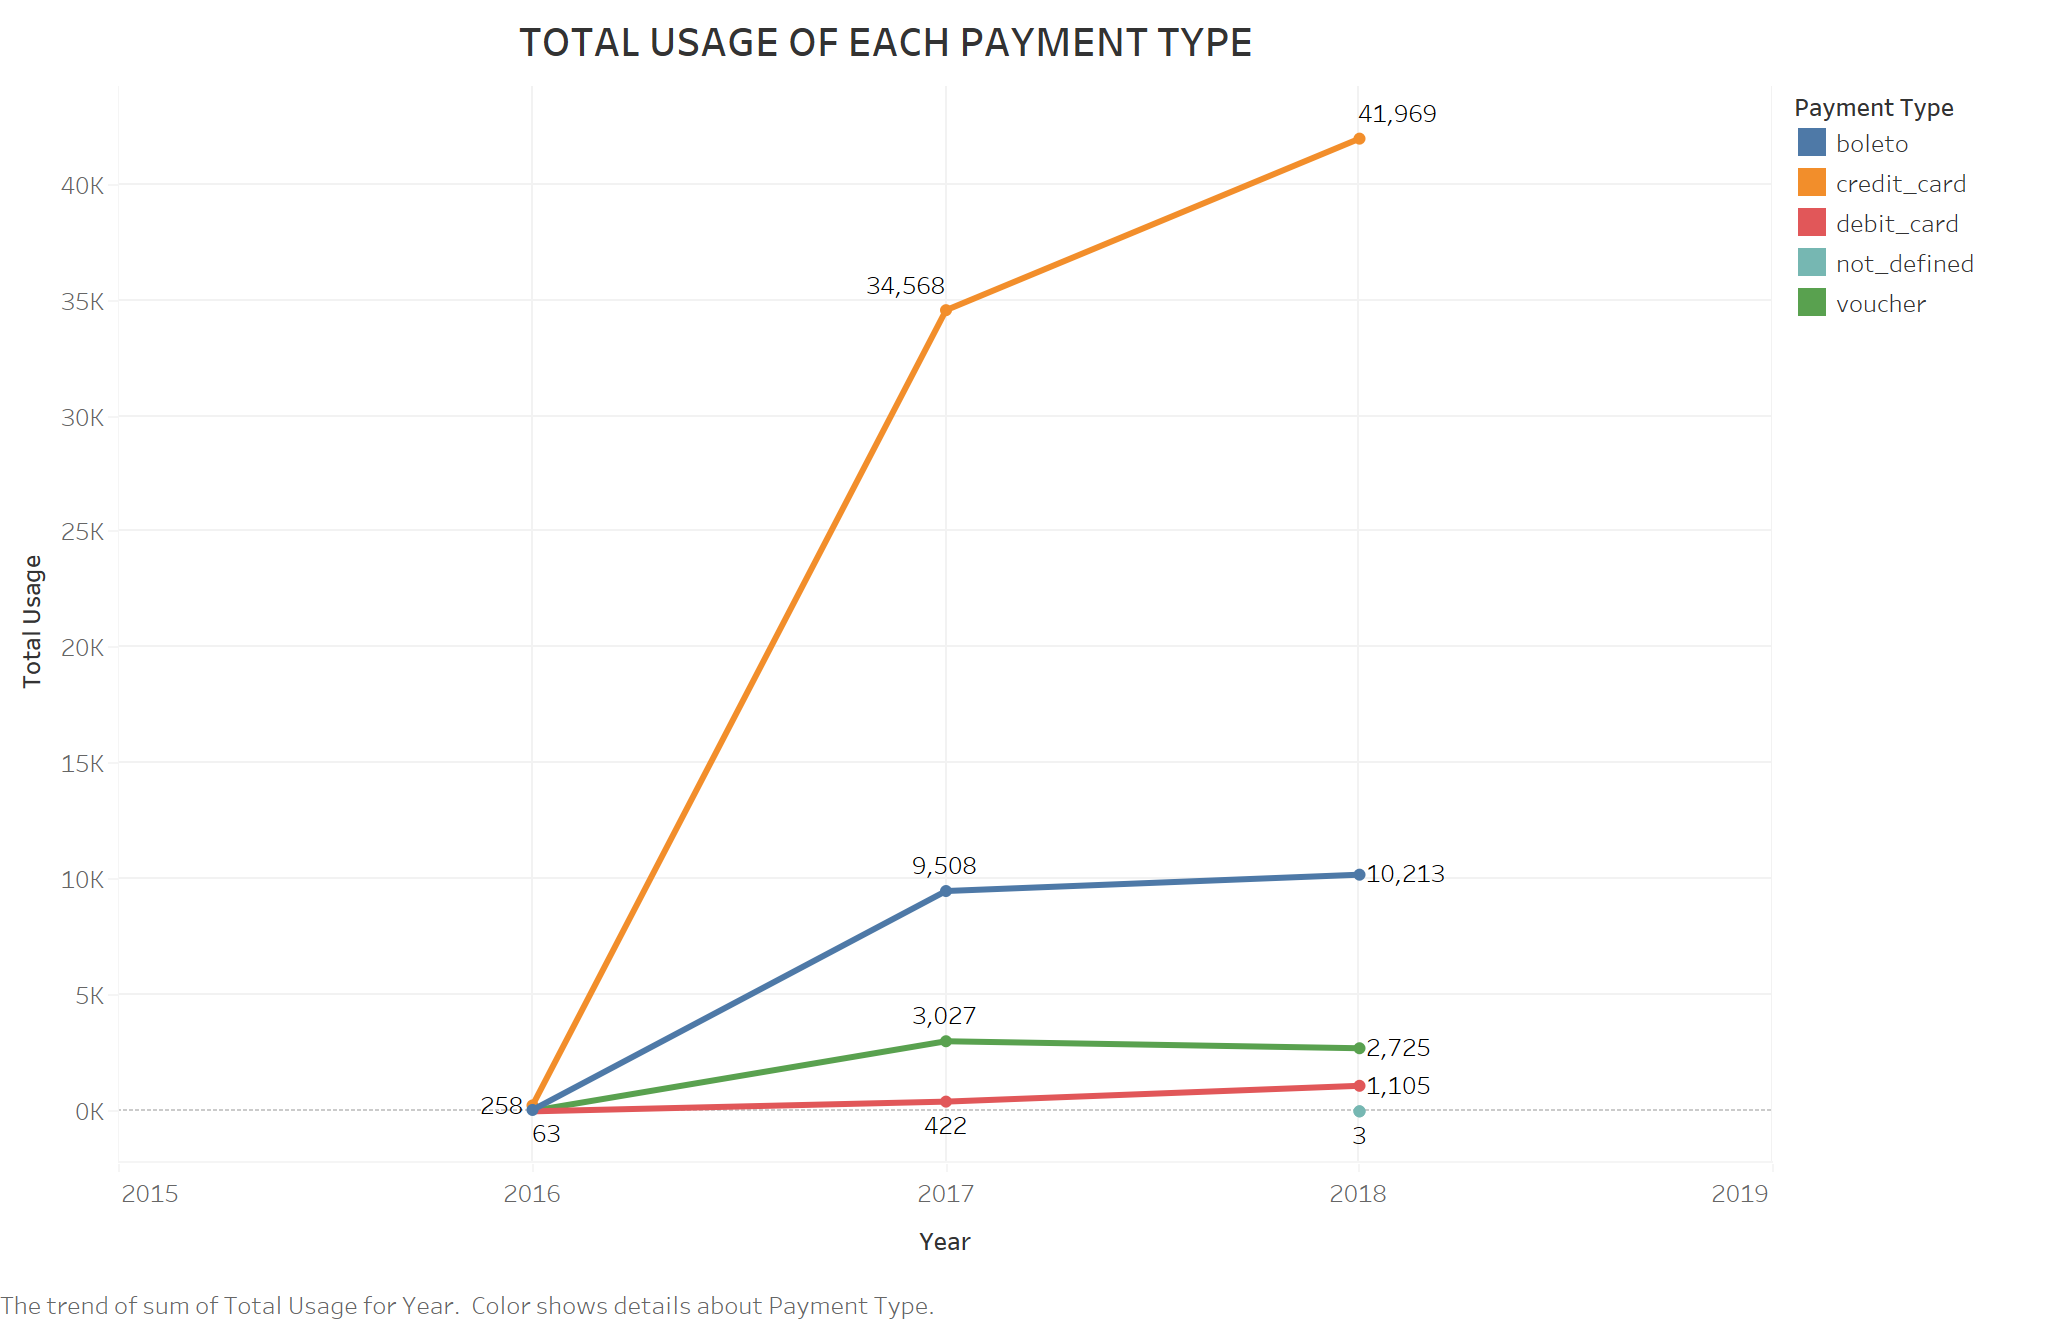 TOTAL USAGE OF EACH PAYMENT TYPE
Payment Type
boleto
credit_card
debit_card
not_defined
voucher
Total Usage
40K
35K
30K
25K
20K
15K
10K
5K
0K
41,969
34,568
9,508
10,213
3,027
2,725
1,105
258
63
422
3
2015
2016
2017
2018
2019
Year
The trend of sum of Total Usage for Year. Color shows details about Payment Type.